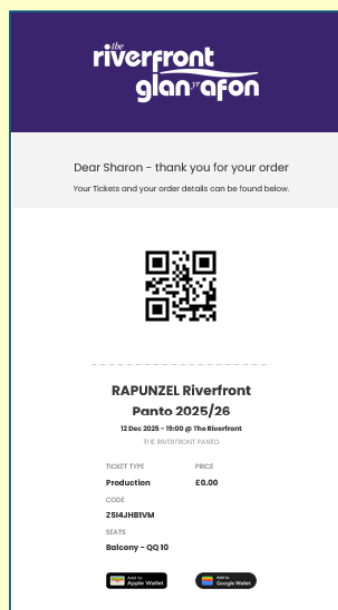 the
riverfront
glan yr afon
Dear Sharon - thank you for your order
Your Tickets and your order details can be found below.
RAPUNZEL Riverfront
Panto 2025/26
12 Dec 2025 - 19:00 @ The Riverfront
THE RIVERFRONT PANTO
TICKET TYPE PRICE
Production £0.00
CODE
Z5I4JHB1VM
SEATS
Balcony - QQ 10
Add to
Apple Wallet
Add to
Google Wallet